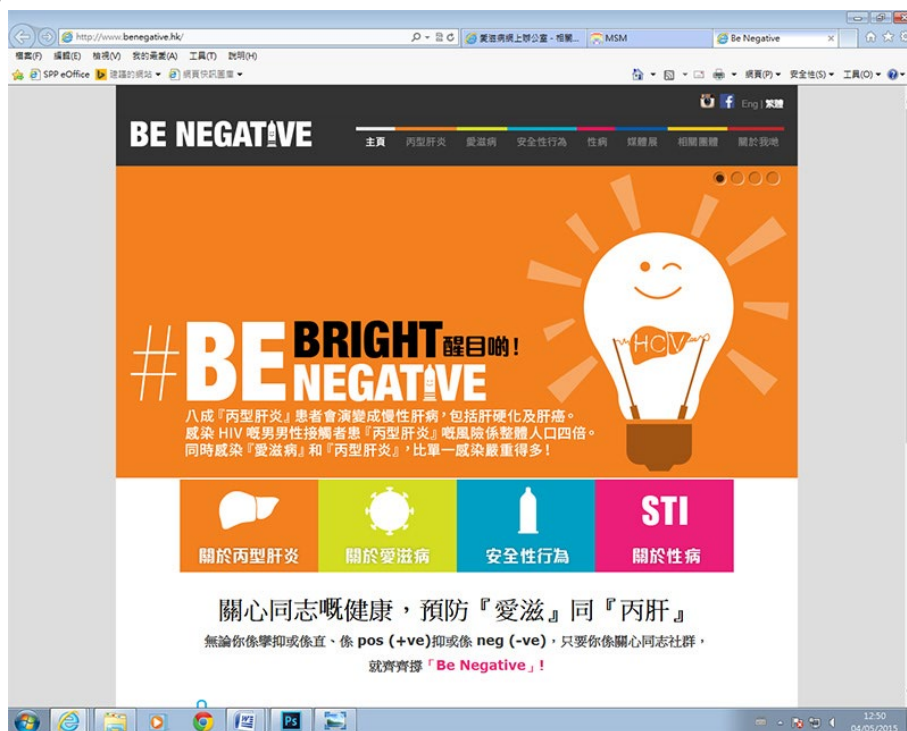 http://www.benegative.hk/
愛滋病網上辦公室 - 相關...
MSM
Be Negative
檔案(F) 編輯(E) 檢視(V) 我的最愛(A) 工具(T) 說明(H)
SPP eOffice 建議的網站 網頁快訊圖庫
網頁(P) 安全性(S) 工具(O)
Eng | 繁體
BE NEGATIVE
主頁 丙型肝炎 愛滋病 安全性行為 性病 媒體展 相關團體 關於我哋
#BE BRIGHT 醒目啲!
NEGATIVE
HCV
八成『丙型肝炎』患者會演變成慢性肝病，包括肝硬化及肝癌。
感染 HIV 嘅男男性接觸者患『丙型肝炎』嘅風險係整體人口四倍。
同時感染『愛滋病』和『丙型肝炎』，比單一感染嚴重得多！
STI
關於丙型肝炎 關於愛滋病 安全性行為 關於性病
關心同志嘅健康，預防『愛滋』同『丙肝』
無論你係攣抑或係直、係 pos (+ve)抑或係 neg (-ve)，只要你係關心同志社群，
就齊齊撐「Be Negative」！
Ps
12:50
04/05/2015